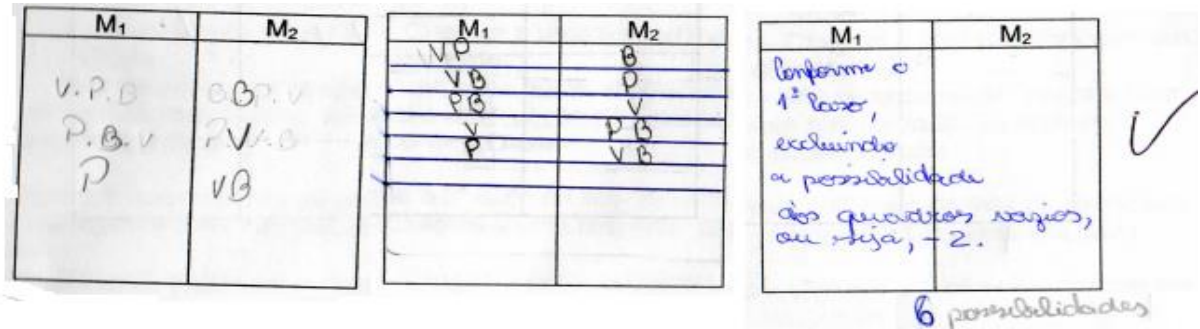 M₁ M₂
V.P.B B
P.B.V V
P VB
M₁ M₂
V.P B
VB P
PB V
V PB
P VB
M₁ M₂
Conforme o
1º caso,
excluindo
a possibilidade
dos quadros vazios,
ou seja, -2.
6 possibilidades